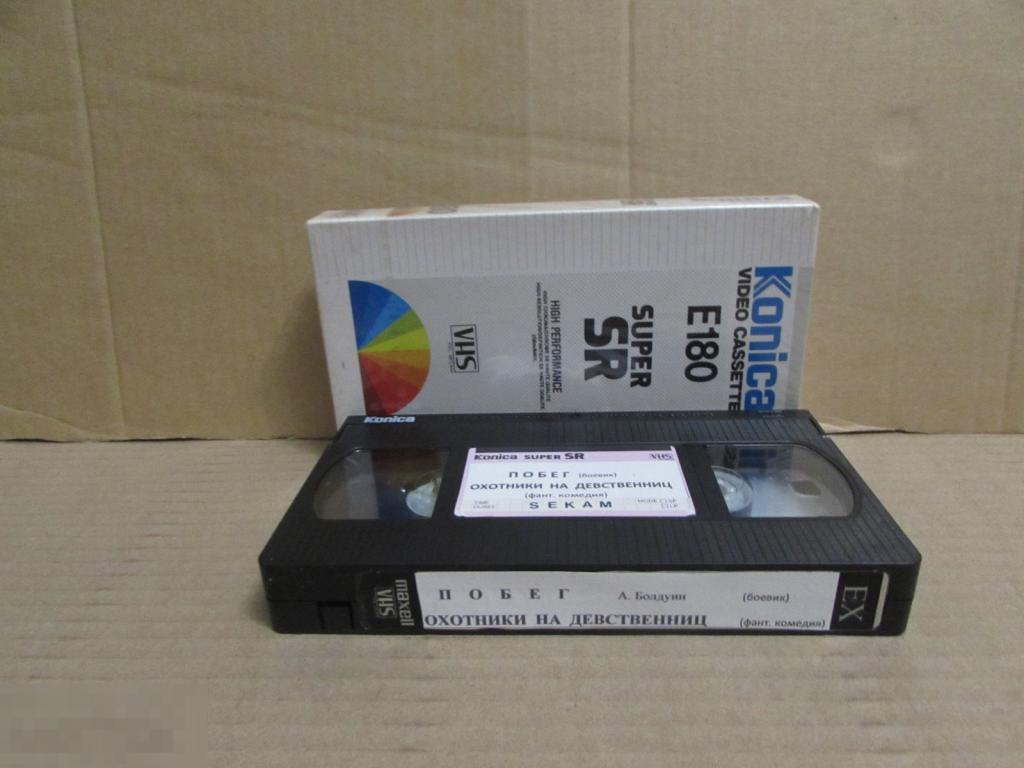 Konica
VIDEO CASSETTE
E180
SUPER
SR
HIGH PERFORMANCE
VHS
Konica
Konica SUPER SR VHS
ПОБЕГ (боевик)
ОХОТНИКИ НА ДЕВСТВЕННИЦ
(фант. комедия)
SEKAM
maxell
VHS
ПОБЕГ А. Болдуин (боевик)
ОХОТНИКИ НА ДЕВСТВЕННИЦ (фант. комедия)
EX